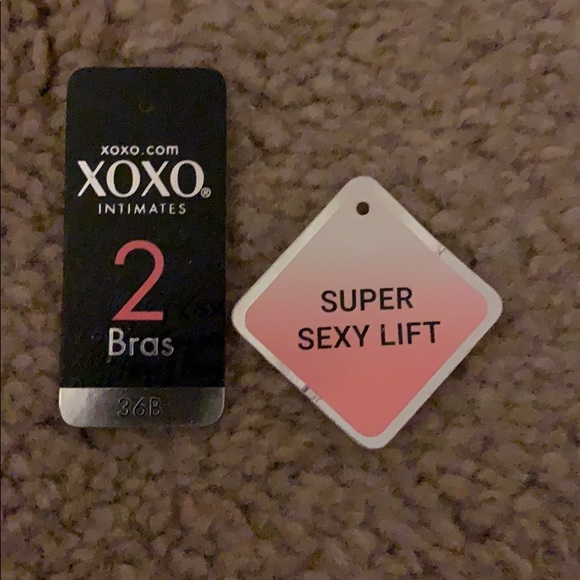 xoxo.com
XOXO®
INTIMATES
2
Bras
36B
SUPER
SEXY LIFT